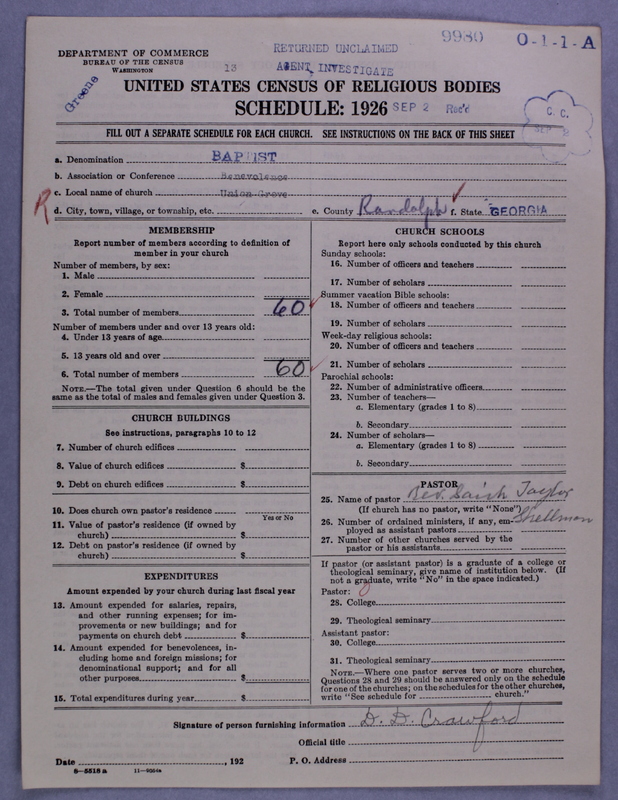 9980 O-1-1-A
RETURNED UNCLAIMED
DEPARTMENT OF COMMERCE
BUREAU OF THE CENSUS
WASHINGTON
13 AGENT INVESTIGATE
Greene
UNITED STATES CENSUS OF RELIGIOUS BODIES
SCHEDULE: 1926 SEP 2 Rec'd
C. C.
SEP 2
FILL OUT A SEPARATE SCHEDULE FOR EACH CHURCH. SEE INSTRUCTIONS ON THE BACK OF THIS SHEET
a. Denomination BAPTIST
b. Association or Conference Benevolence
c. Local name of church Union Grove
R d. City, town, village, or township, etc. e. County Randolph f. State GEORGIA
MEMBERSHIP
Report number of members according to definition of
member in your church
Number of members, by sex:
1. Male
2. Female
3. Total number of members 60
Number of members under and over 13 years old:
4. Under 13 years of age
5. 13 years old and over
6. Total number of members 60
NOTE.—The total given under Question 6 should be the
same as the total of males and females given under Question 3.
CHURCH BUILDINGS
See instructions, paragraphs 10 to 12
7. Number of church edifices
8. Value of church edifices $
9. Debt on church edifices $
10. Does church own pastor's residence
Yes or No
11. Value of pastor's residence (if owned by
church) $
12. Debt on pastor's residence (if owned by
church) $
EXPENDITURES
Amount expended by your church during last fiscal year
13. Amount expended for salaries, repairs,
and other running expenses; for im-
provements or new buildings; and for
payments on church debt $
14. Amount expended for benevolences, in-
cluding home and foreign missions; for
denominational support; and for all
other purposes $
15. Total expenditures during year $
CHURCH SCHOOLS
Report here only schools conducted by this church
Sunday schools:
16. Number of officers and teachers
17. Number of scholars
Summer vacation Bible schools:
18. Number of officers and teachers
19. Number of scholars
Week-day religious schools:
20. Number of officers and teachers
21. Number of scholars
Parochial schools:
22. Number of administrative officers
23. Number of teachers—
a. Elementary (grades 1 to 8)
b. Secondary
24. Number of scholars—
a. Elementary (grades 1 to 8)
b. Secondary
PASTOR
25. Name of pastor Rev. Taylor
(If church has no pastor, write "None") Shellman
26. Number of ordained ministers, if any, em-
ployed as assistant pastors
27. Number of other churches served by the
pastor or his assistants
If pastor (or assistant pastor) is a graduate of a college or
theological seminary, give name of institution below. (If
not a graduate, write "No" in the space indicated.)
Pastor: 0
28. College
29. Theological seminary
Assistant pastor:
30. College
31. Theological seminary
NOTE.—Where one pastor serves two or more churches,
Questions 28 and 29 should be answered only on the schedule
for one of the churches; on the schedules for the other churches,
write "See schedule for church."
Signature of person furnishing information D. D. Crawford
Official title
Date , 192 P. O. Address